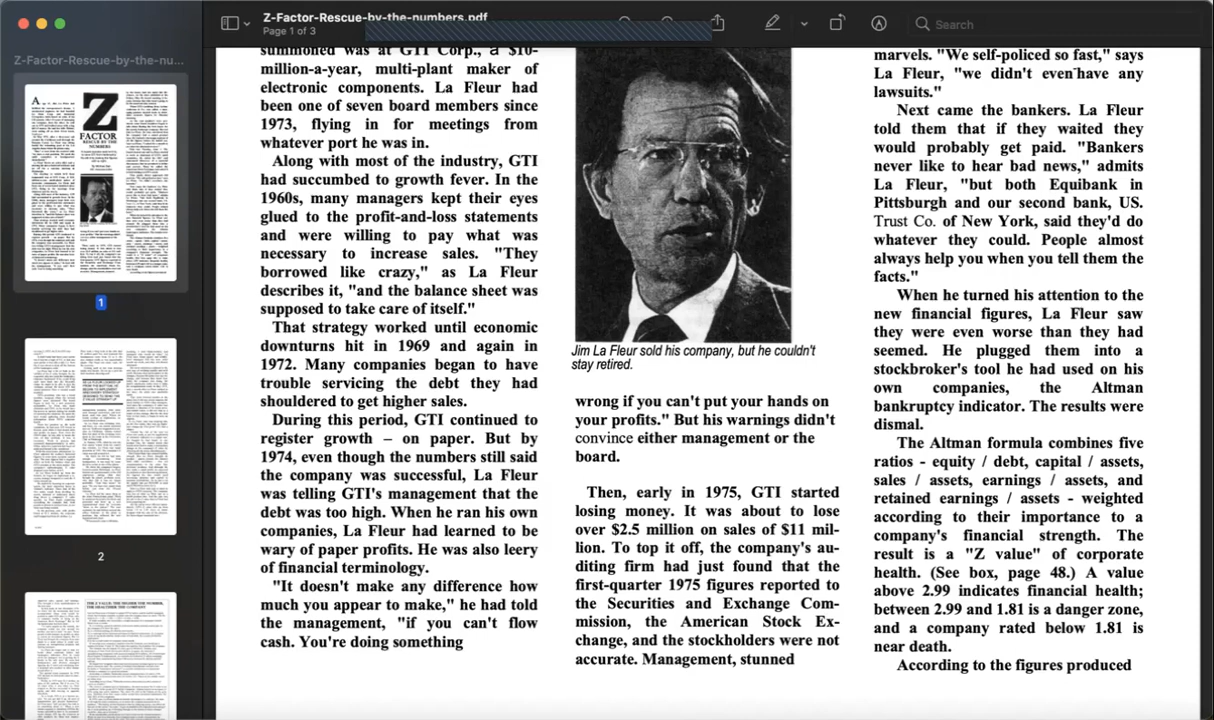 Z-Factor-Rescue-by-the-numbers.pdf
Page 1 of 3
Search
Z-Factor-Rescue-by-the-nu...
Z
FACTOR
RESCUE BY THE
NUMBERS
1
2
summoned was at GTI Corp., a $10-
million-a-year, multi-plant maker of
electronic components. La Fleur had
been one of seven board members since
1973, flying in for meetings from
whatever port he was in.
Along with most of the industry, GTI
had succumbed to growth fever. In the
1960s, many managers kept their eyes
glued to the profit-and-loss statements
and were willing to pay what was
necessary to increase sales. "They
borrowed like crazy," as La Fleur
describes it, "and the balance sheet was
supposed to take care of itself."
That strategy worked until economic
downturns hit in 1969 and again in
1972. Many companies began to have
trouble servicing the debt they had
shouldered to get higher sales.
During this period, GTI continued to
register growth – on paper. But by
1974, even though the numbers still said
the company was successful, La Fleur
was telling GTI's management that the
debt was too high. When he ran his own
companies, La Fleur had learned to be
wary of paper profits. He was also leery
of financial terminology.
"It doesn't make any difference how
much you appear to make," he had told
the management, "if you can't flow
cash. You're doing something
Jim La Fleur sold his company, but he couldn't
stay retired.
wrong if you can't put your hands on
your profits." But his warnings didn't
convince either management or the
board.
Then, early in 1975, GTI started
losing money. It was about to lose
over $2.5 million on sales of $11 mil-
lion. To top it off, the company's au-
diting firm had just found that the
first-quarter 1975 figures reported to
the Securities and Exchange Com-
mission, the American Stock Ex-
change, and the stockholders were not
accurate. Management, stunned
marvels. "We self-policed so fast," says
La Fleur, "we didn't even have any
lawsuits."
Next came the bankers. La Fleur
told them that if they waited they
would probably get paid. "Bankers
never like to hear bad news," admits
La Fleur, "but both Equibank in
Pittsburgh and our second bank, US.
Trust Co. of New York, said they'd do
whatever they could. People almost
always help you when you tell them the
facts."
When he turned his attention to the
new financial figures, La Fleur saw
they were even worse than they had
seemed. He plugged them into a
stockbroker's tool he had used on his
own companies, the Altman
bankruptcy indicator. The results were
dismal.
The Altman formula combines five
ratios - equity / debt, capital / assets,
sales / assets, earnings / assets, and
retained earnings / assets - weighted
according to their importance to a
company's financial strength. The
result is a "Z value" of corporate
health. (See box, page 48.) A value
above 2.99 indicates financial health;
between 2.99 and 1.81 is a danger zone,
and a company rated below 1.81 is
near death.
According to the figures produced